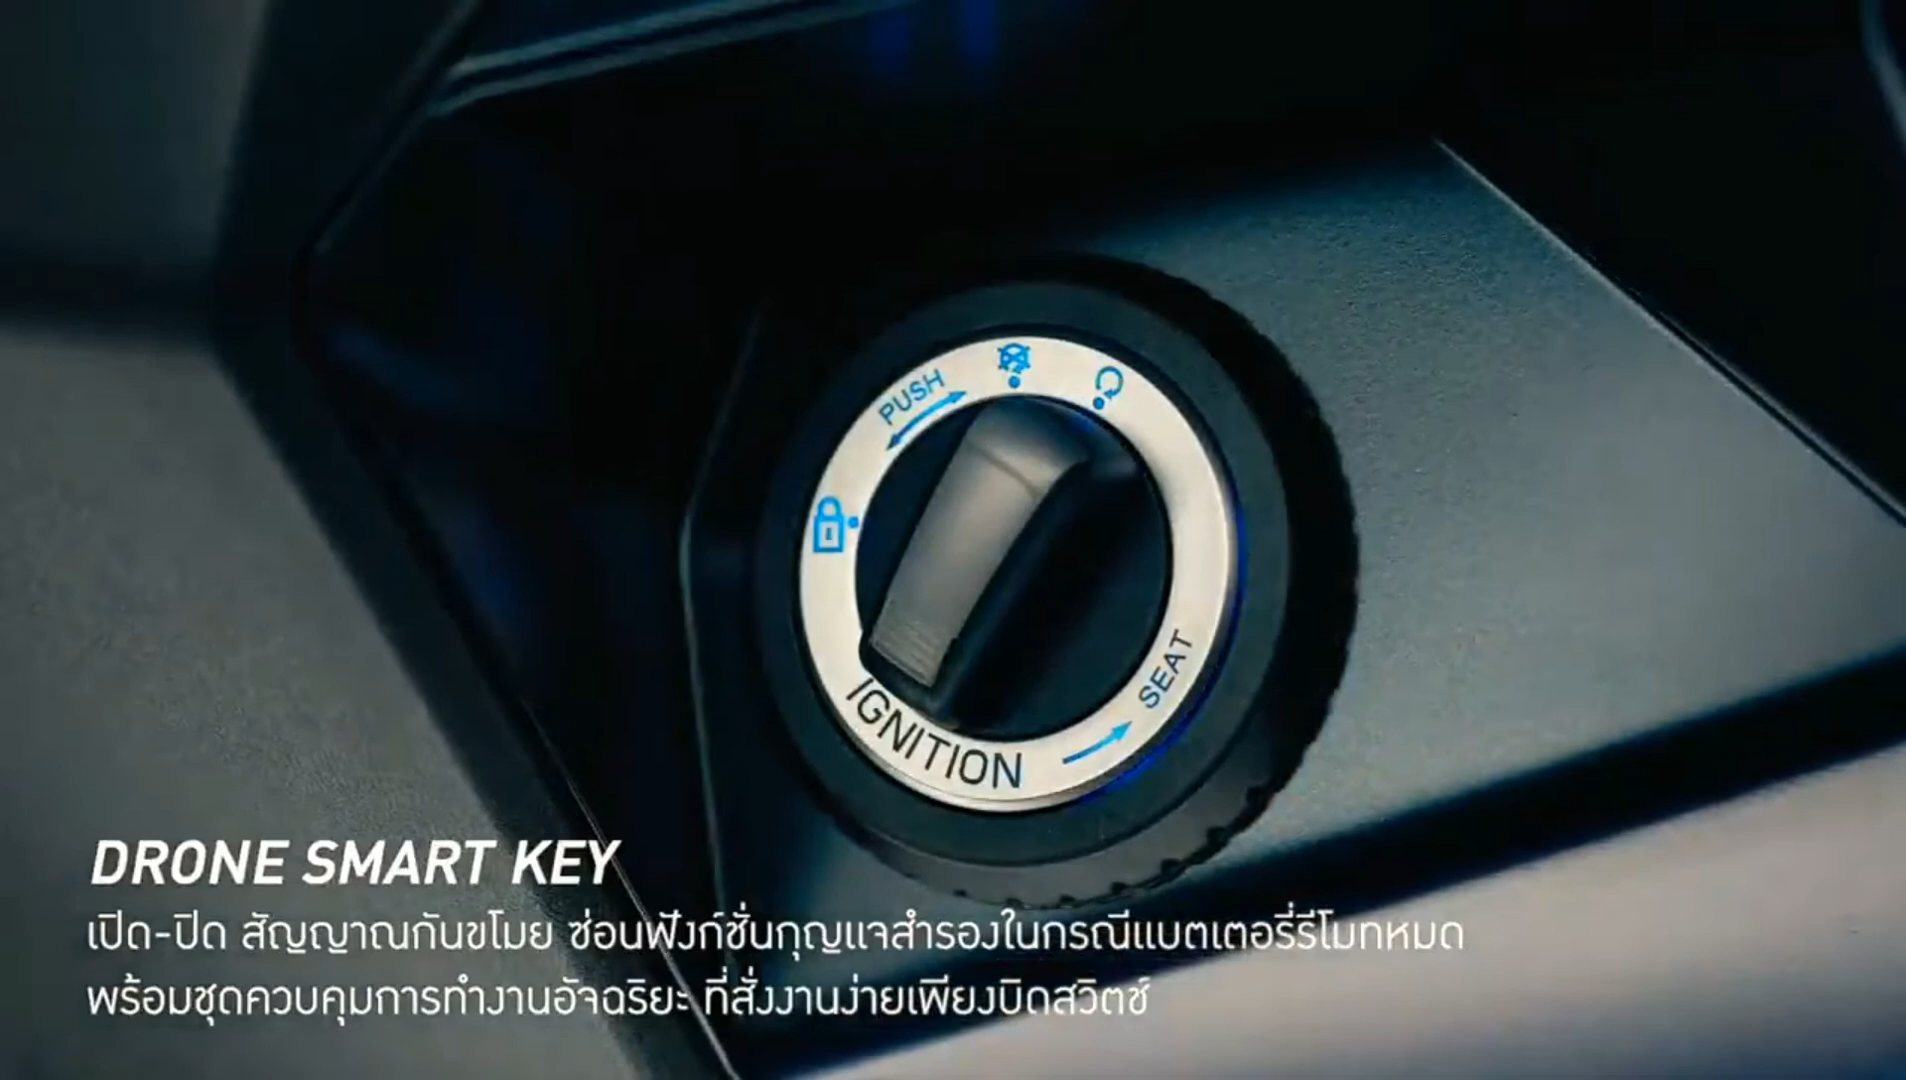 PUSH
SEAT
IGNITION
DRONE SMART KEY
เปิด-ปิด สัญญาณกันขโมย ซ่อนฟังก์ชั่นกุญแจสำรองในกรณีแบตเตอรี่รีโมทหมด
พร้อมชุดควบคุมการทำงานอัจฉริยะ ที่สั่งงานง่ายเพียงบิดสวิตช์